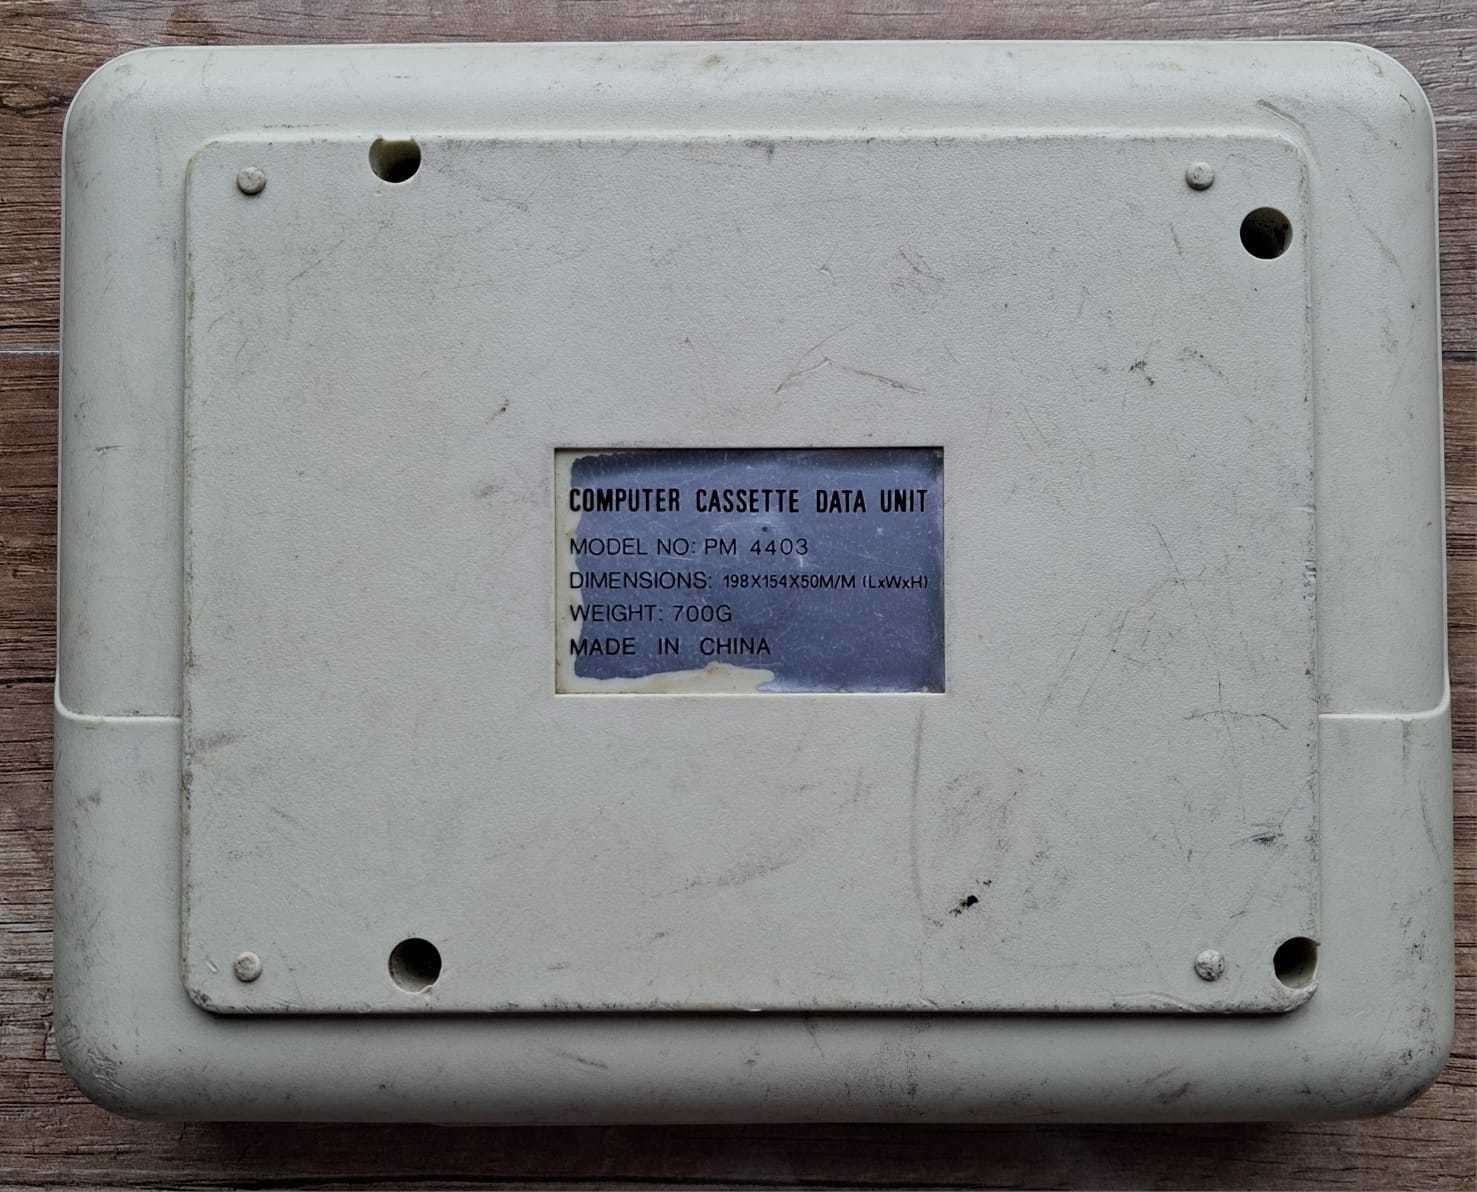 COMPUTER CASSETTE DATA UNIT
MODEL NO: PM 4403
DIMENSIONS: 198X154X50M/M (LxWxH)
WEIGHT: 700G
MADE IN CHINA